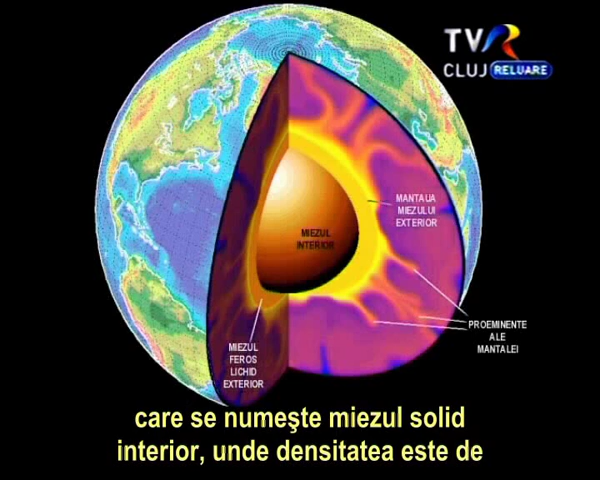 TVR
CLUJ RELUARE
MANTAUA
MIEZULUI
EXTERIOR
MIEZUL
INTERIOR
PROEMINENTE
ALE
MANTALEI
MIEZUL
FEROS
LICHID
EXTERIOR
care se numeşte miezul solid
interior, unde densitatea este de